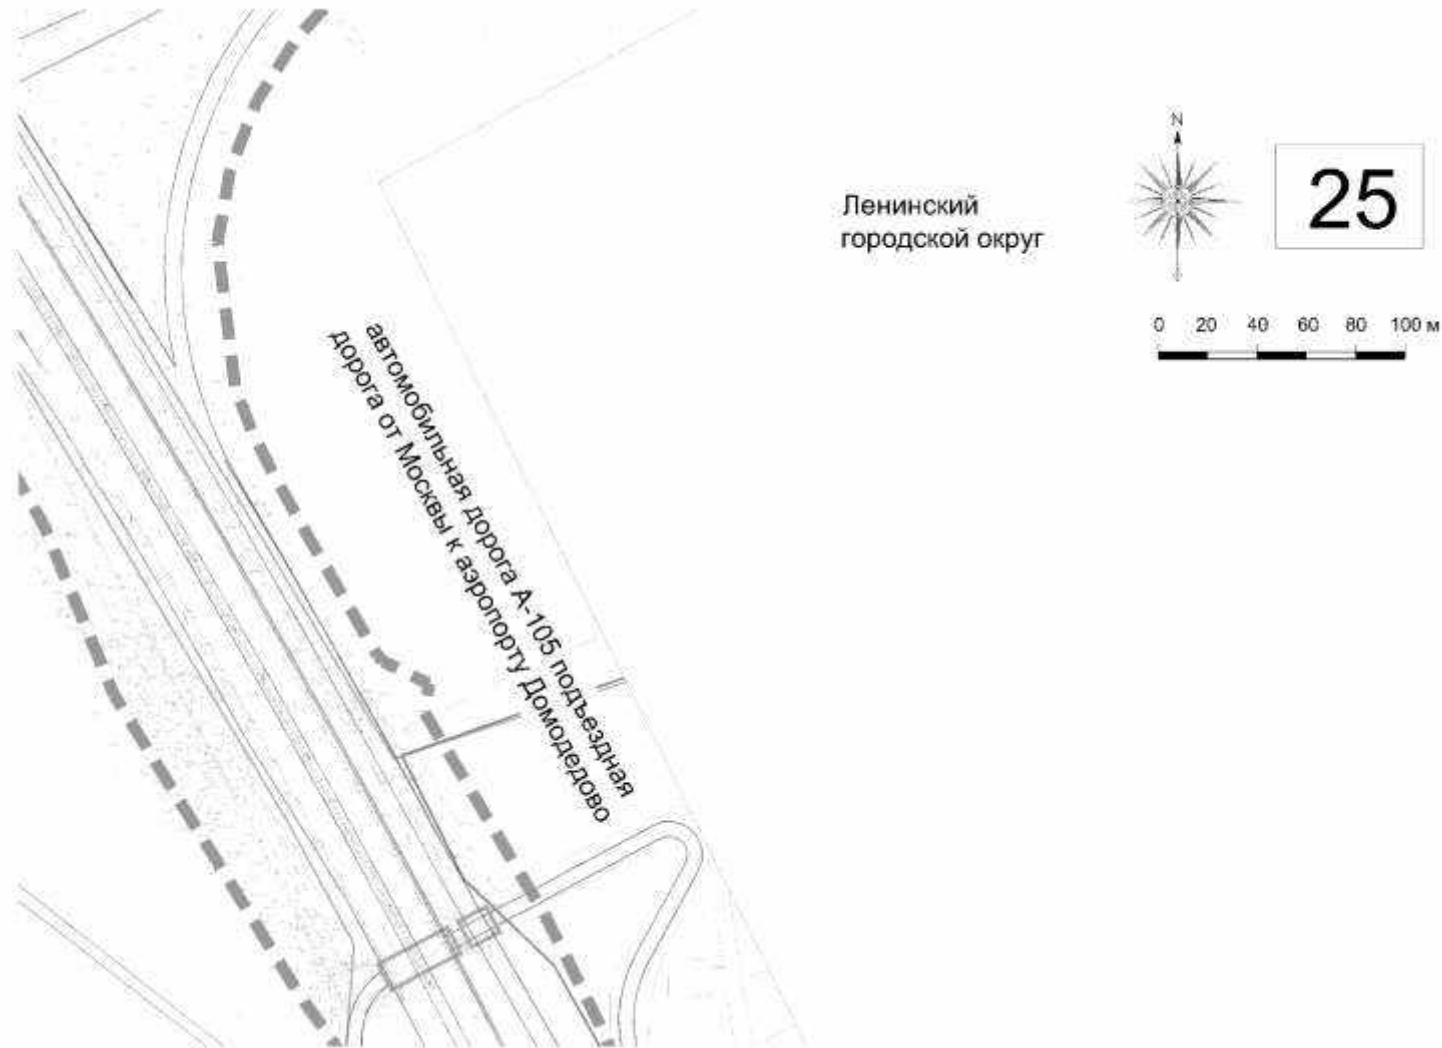 N
25
Ленинский
городской округ
0 20 40 60 80 100 м
автомобильная дорога А-105 подъездная
дорога от Москвы к аэропорту Домодедово